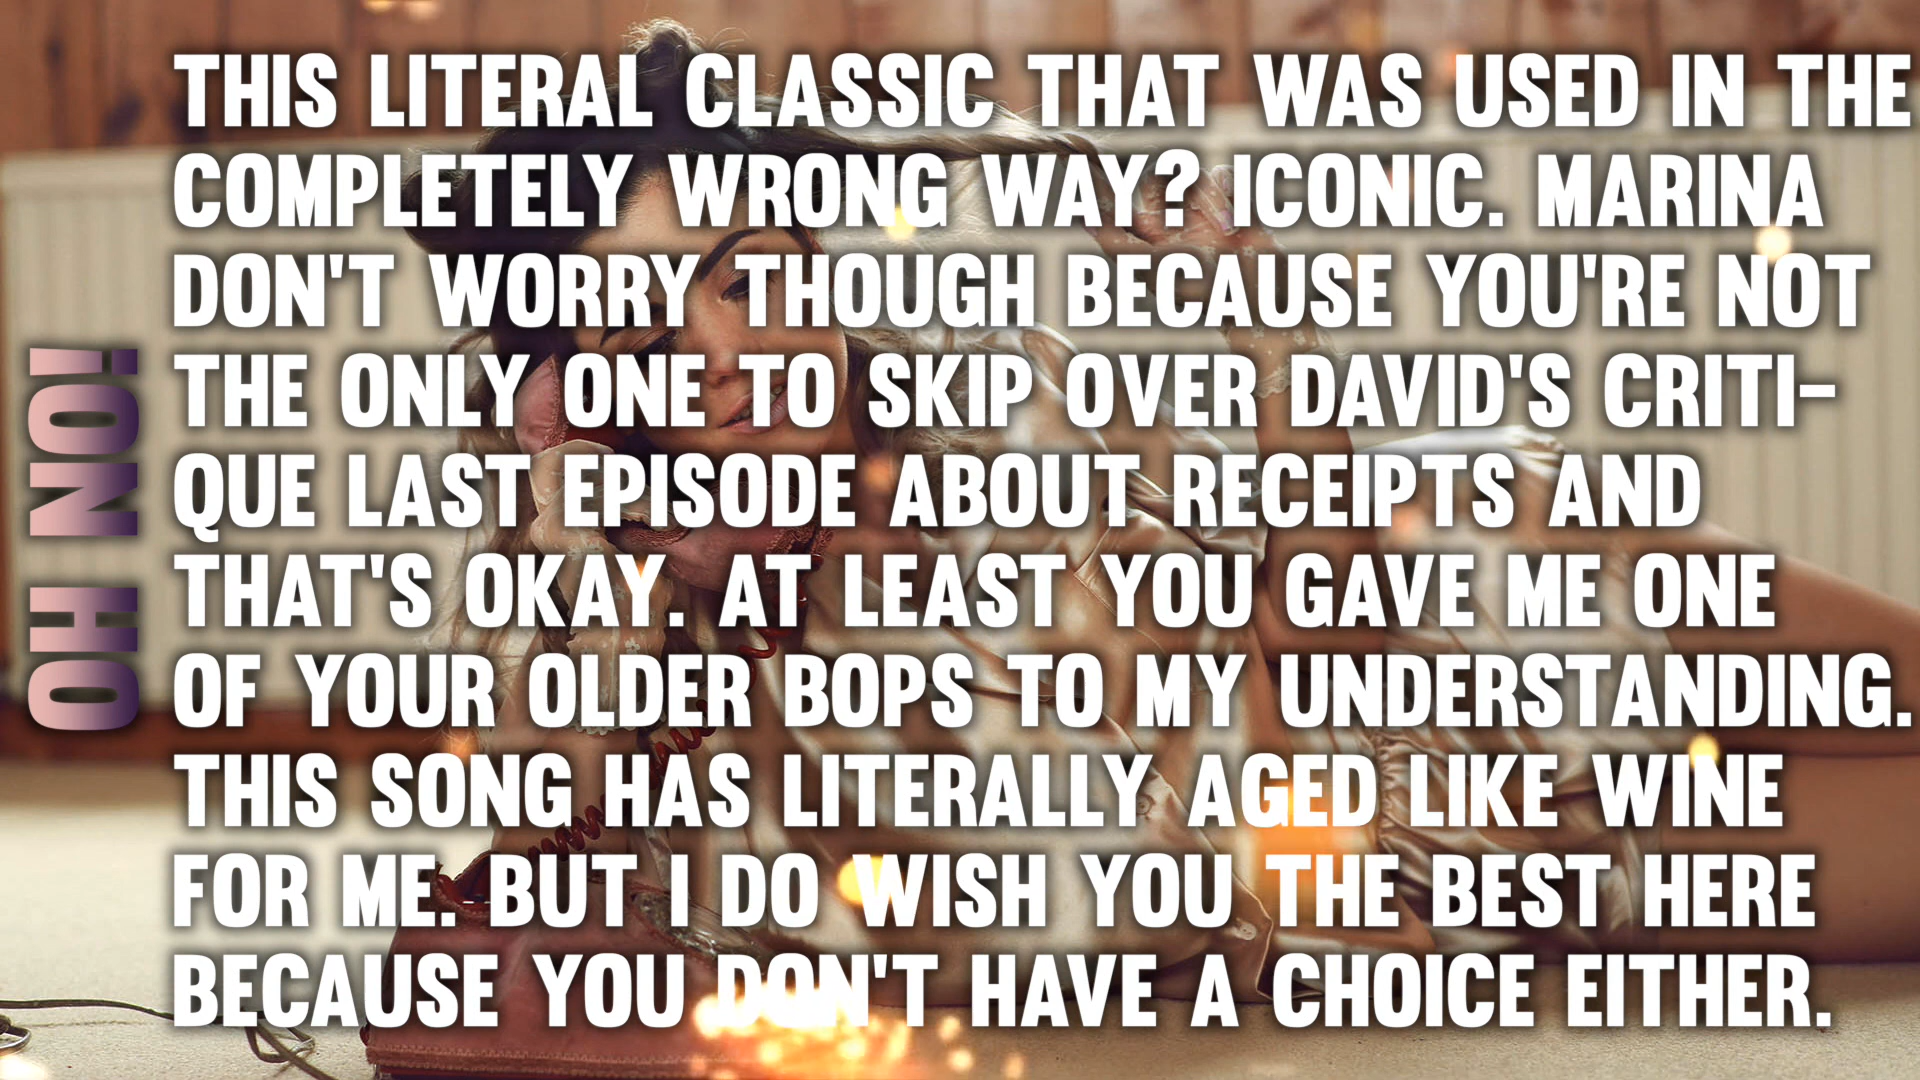 OH NO!
THIS LITERAL CLASSIC THAT WAS USED IN THE
COMPLETELY WRONG WAY? ICONIC. MARINA
DON'T WORRY THOUGH BECAUSE YOU'RE NOT
THE ONLY ONE TO SKIP OVER DAVID'S CRITI-
QUE LAST EPISODE ABOUT RECEIPTS AND
THAT'S OKAY. AT LEAST YOU GAVE ME ONE
OF YOUR OLDER BOPS TO MY UNDERSTANDING.
THIS SONG HAS LITERALLY AGED LIKE WINE
FOR ME. BUT I DO WISH YOU THE BEST HERE
BECAUSE YOU DON'T HAVE A CHOICE EITHER.